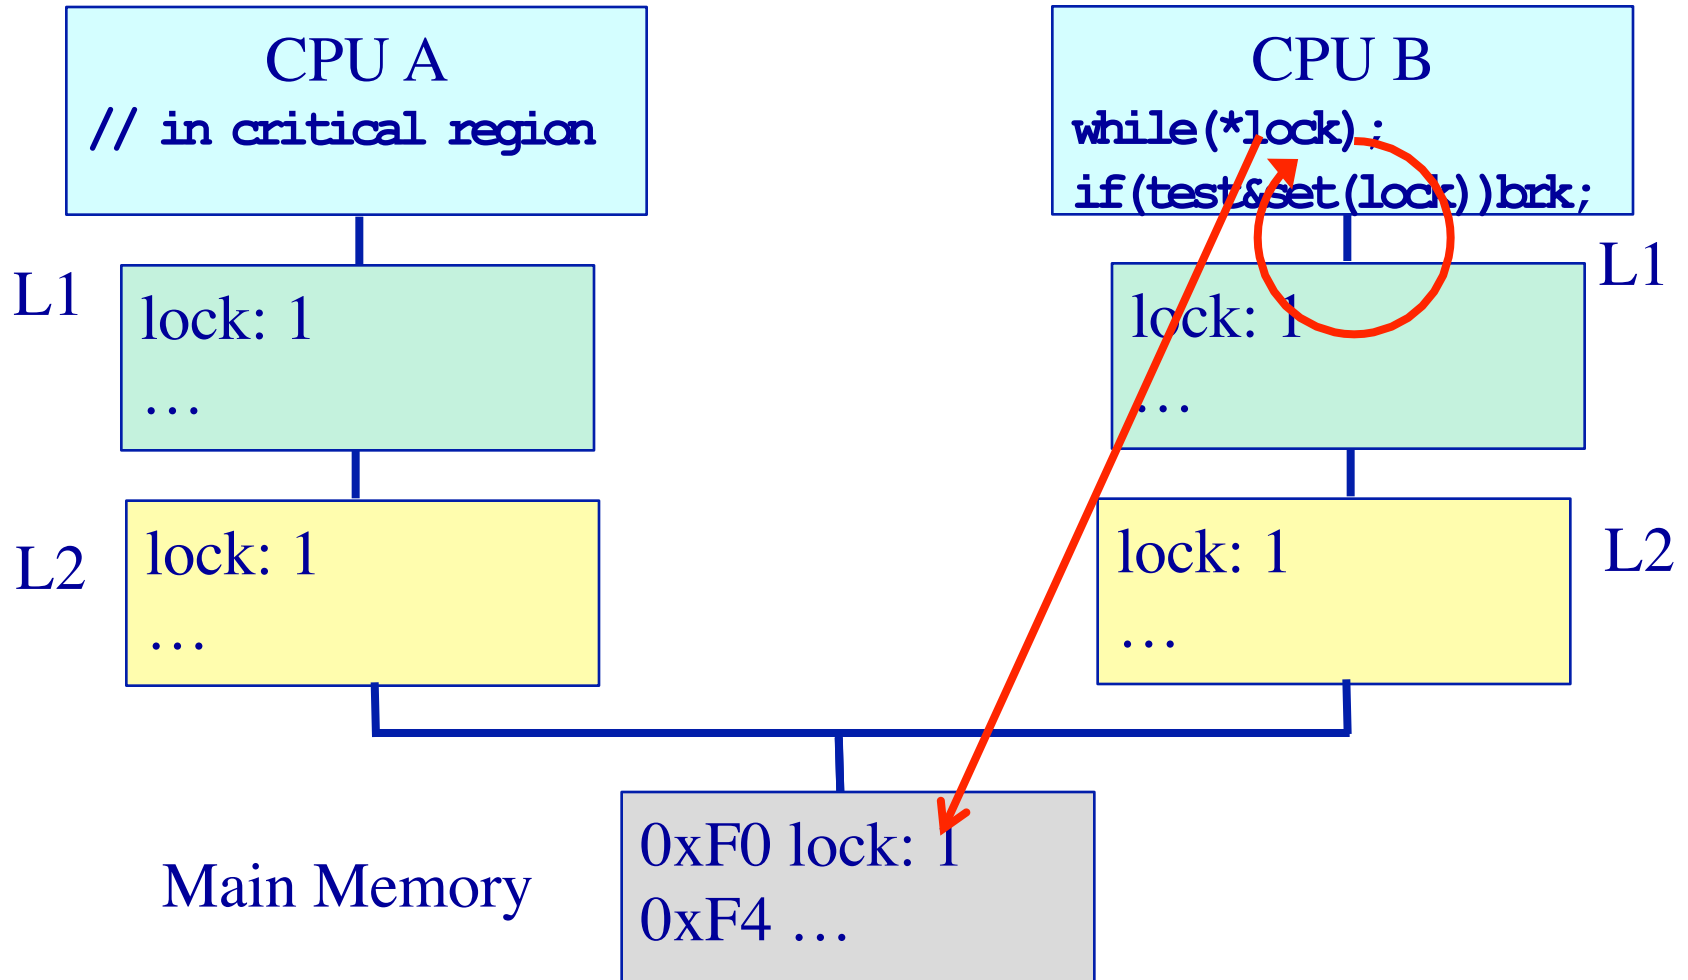 CPU A
// in critical region
CPU B
while(*lock);
if(test&set(lock))brk;
L1
lock: 1
…
lock: 1
…
L1
L2
lock: 1
…
lock: 1
…
L2
Main Memory
0xF0 lock: 1
0xF4 …